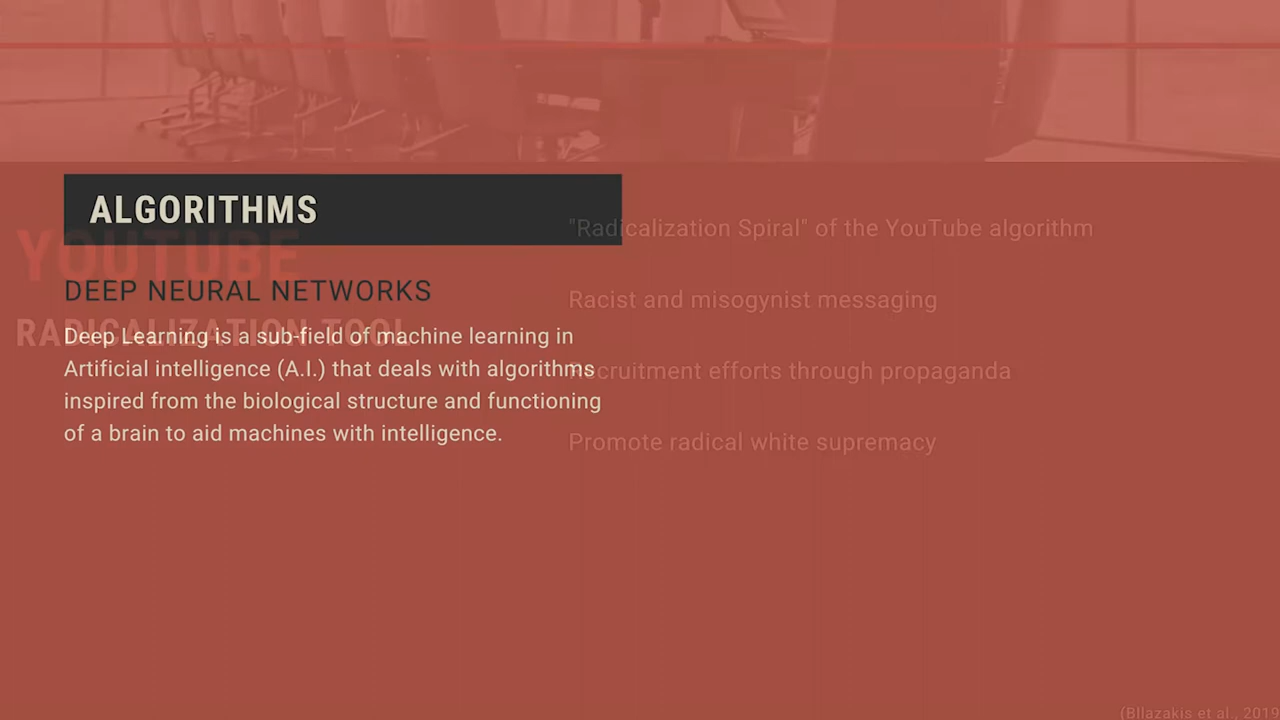 ALGORITHMS
YOUTUBE
DEEP NEURAL NETWORKS
RADICALIZATION TOOL
Deep Learning is a sub-field of machine learning in
Artificial intelligence (A.I.) that deals with algorithms
inspired from the biological structure and functioning
of a brain to aid machines with intelligence.
"Radicalization Spiral" of the YouTube algorithm
Racist and misogynist messaging
Recruitment efforts through propaganda
Promote radical white supremacy
(Bllazakis et al., 2019